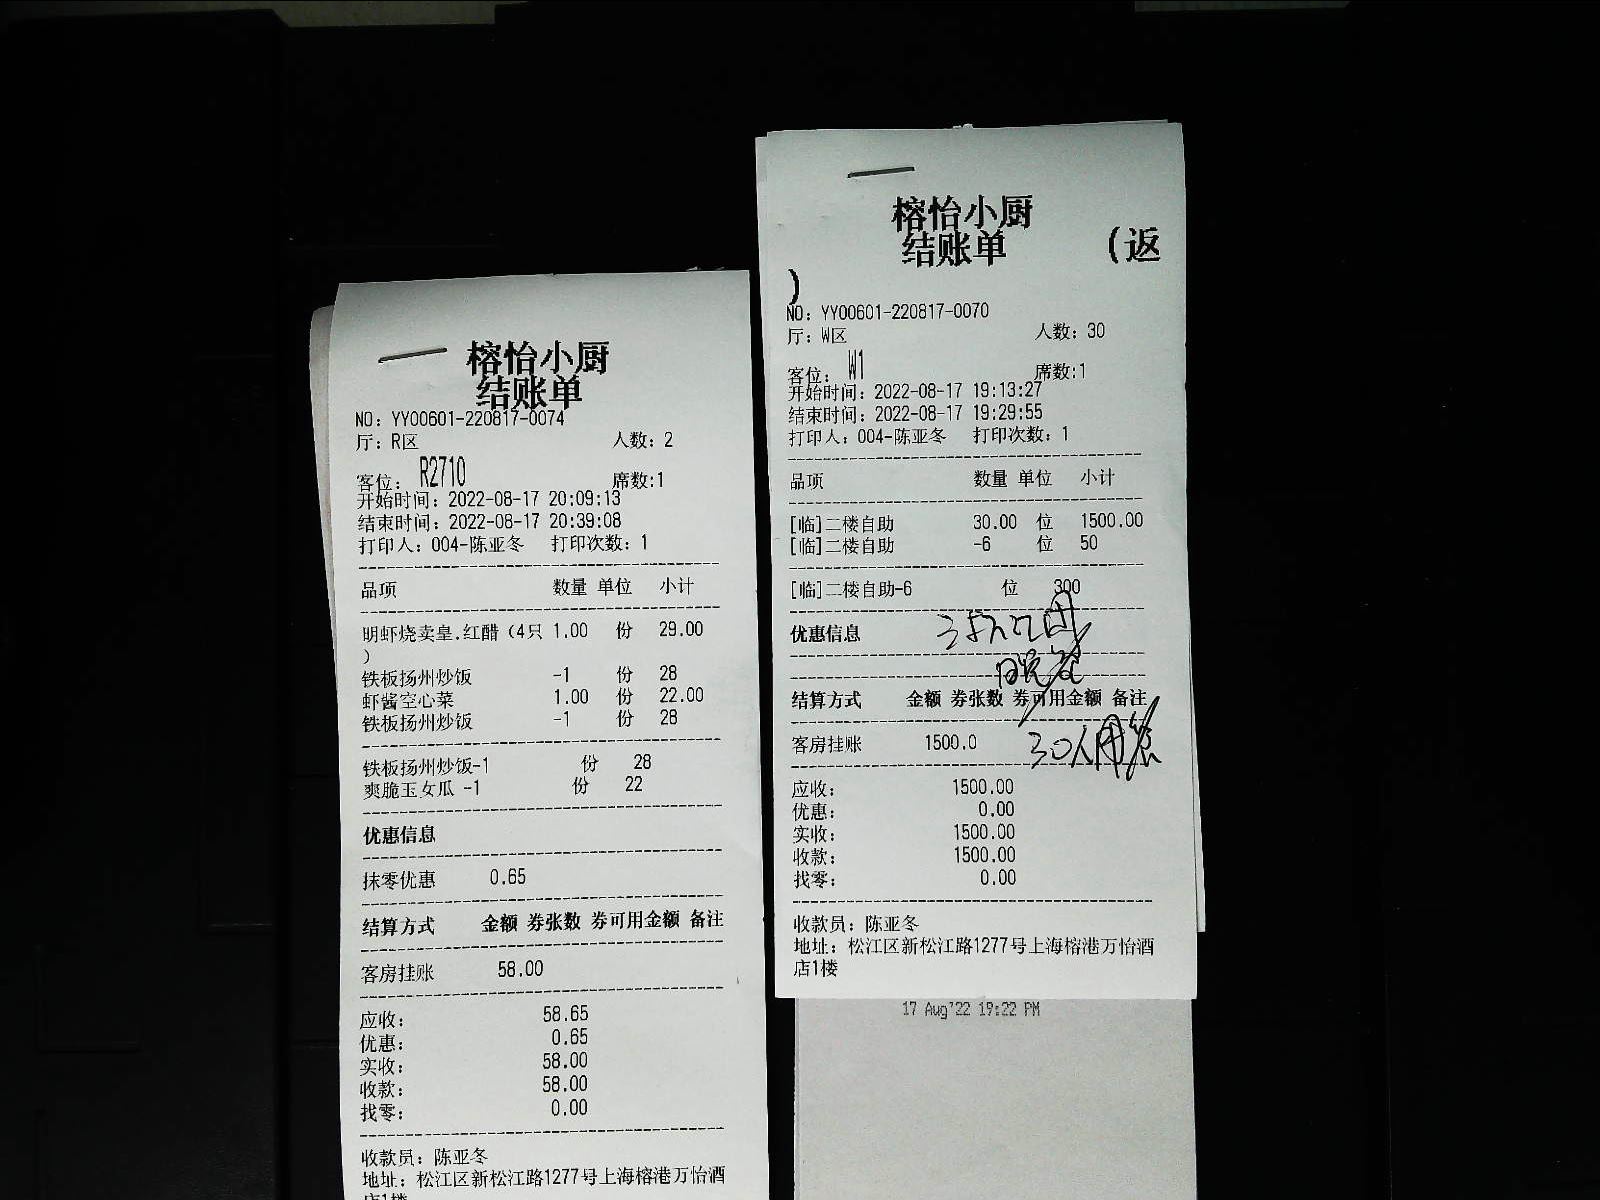 榕怡小厨
结账单
NO: YY00601-220817-0074
厅: R区 人数: 2
客位: R2710 席数:1
开始时间: 2022-08-17 20:09:13
结束时间: 2022-08-17 20:39:08
打印人: 004-陈亚冬 打印次数: 1
品项 数量 单位 小计
明虾烧卖皇.红醋（4只 1.00 份 29.00
）
铁板扬州炒饭 -1 份 28
虾酱空心菜 1.00 份 22.00
铁板扬州炒饭 -1 份 28
铁板扬州炒饭-1 份 28
爽脆玉女瓜 -1 份 22
优惠信息
抹零优惠 0.65
结算方式 金额 券张数 券可用金额 备注
客房挂账 58.00
应收: 58.65
优惠: 0.65
实收: 58.00
收款: 58.00
找零: 0.00
收款员: 陈亚冬
地址: 松江区新松江路1277号上海榕港万怡酒
店1楼
榕怡小厨
结账单 (返
)
NO: YY00601-220817-0070
厅: W区 人数: 30
客位: W1 席数:1
开始时间: 2022-08-17 19:13:27
结束时间: 2022-08-17 19:29:55
打印人: 004-陈亚冬 打印次数: 1
品项 数量 单位 小计
[临]二楼自助 30.00 位 1500.00
[临]二楼自助 -6 位 50
[临]二楼自助-6 位 300
优惠信息
晚餐
结算方式 金额 券张数 券可用金额 备注
客房挂账 1500.0 30人用餐
应收: 1500.00
优惠: 0.00
实收: 1500.00
收款: 1500.00
找零: 0.00
收款员: 陈亚冬
地址: 松江区新松江路1277号上海榕港万怡酒
店1楼
17 Aug'22 19:22 PM